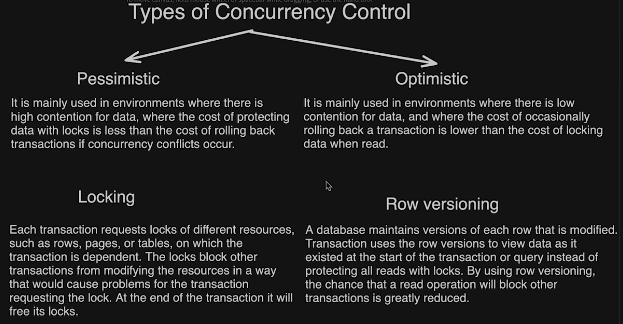 Types of Concurrency Control
Pessimistic
It is mainly used in environments where there is
high contention for data, where the cost of protecting
data with locks is less than the cost of rolling back
transactions if concurrency conflicts occur.
Optimistic
It is mainly used in environments where there is low
contention for data, and where the cost of occasionally
rolling back a transaction is lower than the cost of locking
data when read.
Locking
Each transaction requests locks of different resources,
such as rows, pages, or tables, on which the
transaction is dependent. The locks block other
transactions from modifying the resources in a way
that would cause problems for the transaction
requesting the lock. At the end of the transaction it will
free its locks.
Row versioning
A database maintains versions of each row that is modified.
Transaction uses the row versions to view data as it
existed at the start of the transaction or query instead of
protecting all reads with locks. By using row versioning,
the chance that a read operation will block other
transactions is greatly reduced.